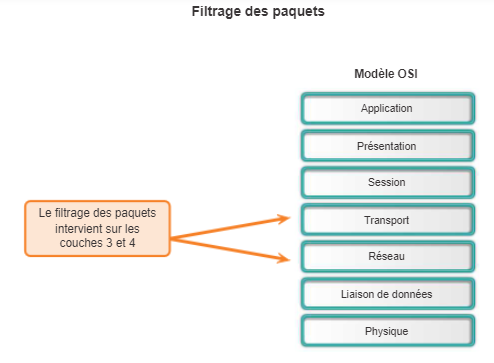 Filtrage des paquets
Modèle OSI
Application
Présentation
Session
Le filtrage des paquets
intervient sur les
couches 3 et 4
Transport
Réseau
Liaison de données
Physique